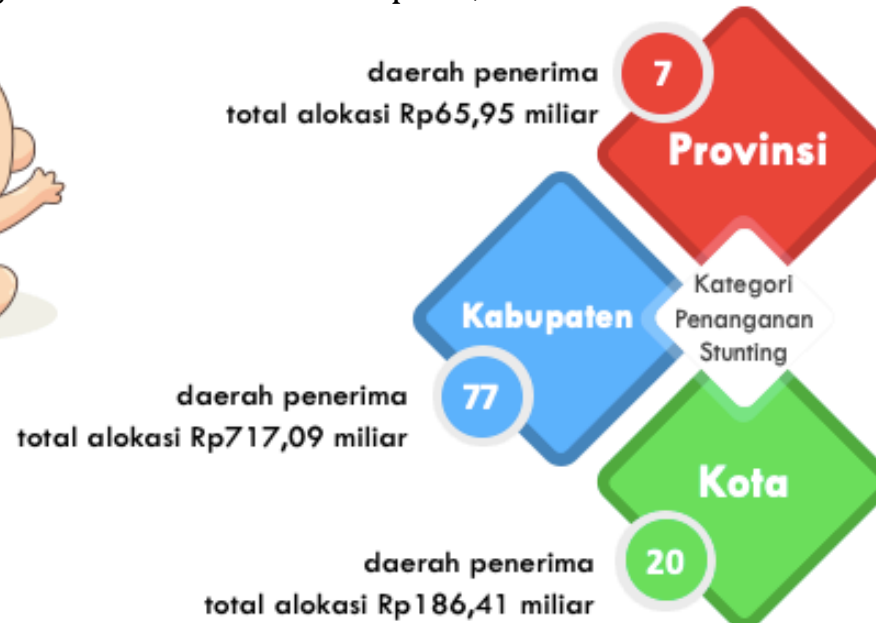 daerah penerima
total alokasi Rp65,95 miliar
7
Provinsi
Kategori
Penanganan
Stunting
Kabupaten
77
daerah penerima
total alokasi Rp717,09 miliar
Kota
20
daerah penerima
total alokasi Rp186,41 miliar